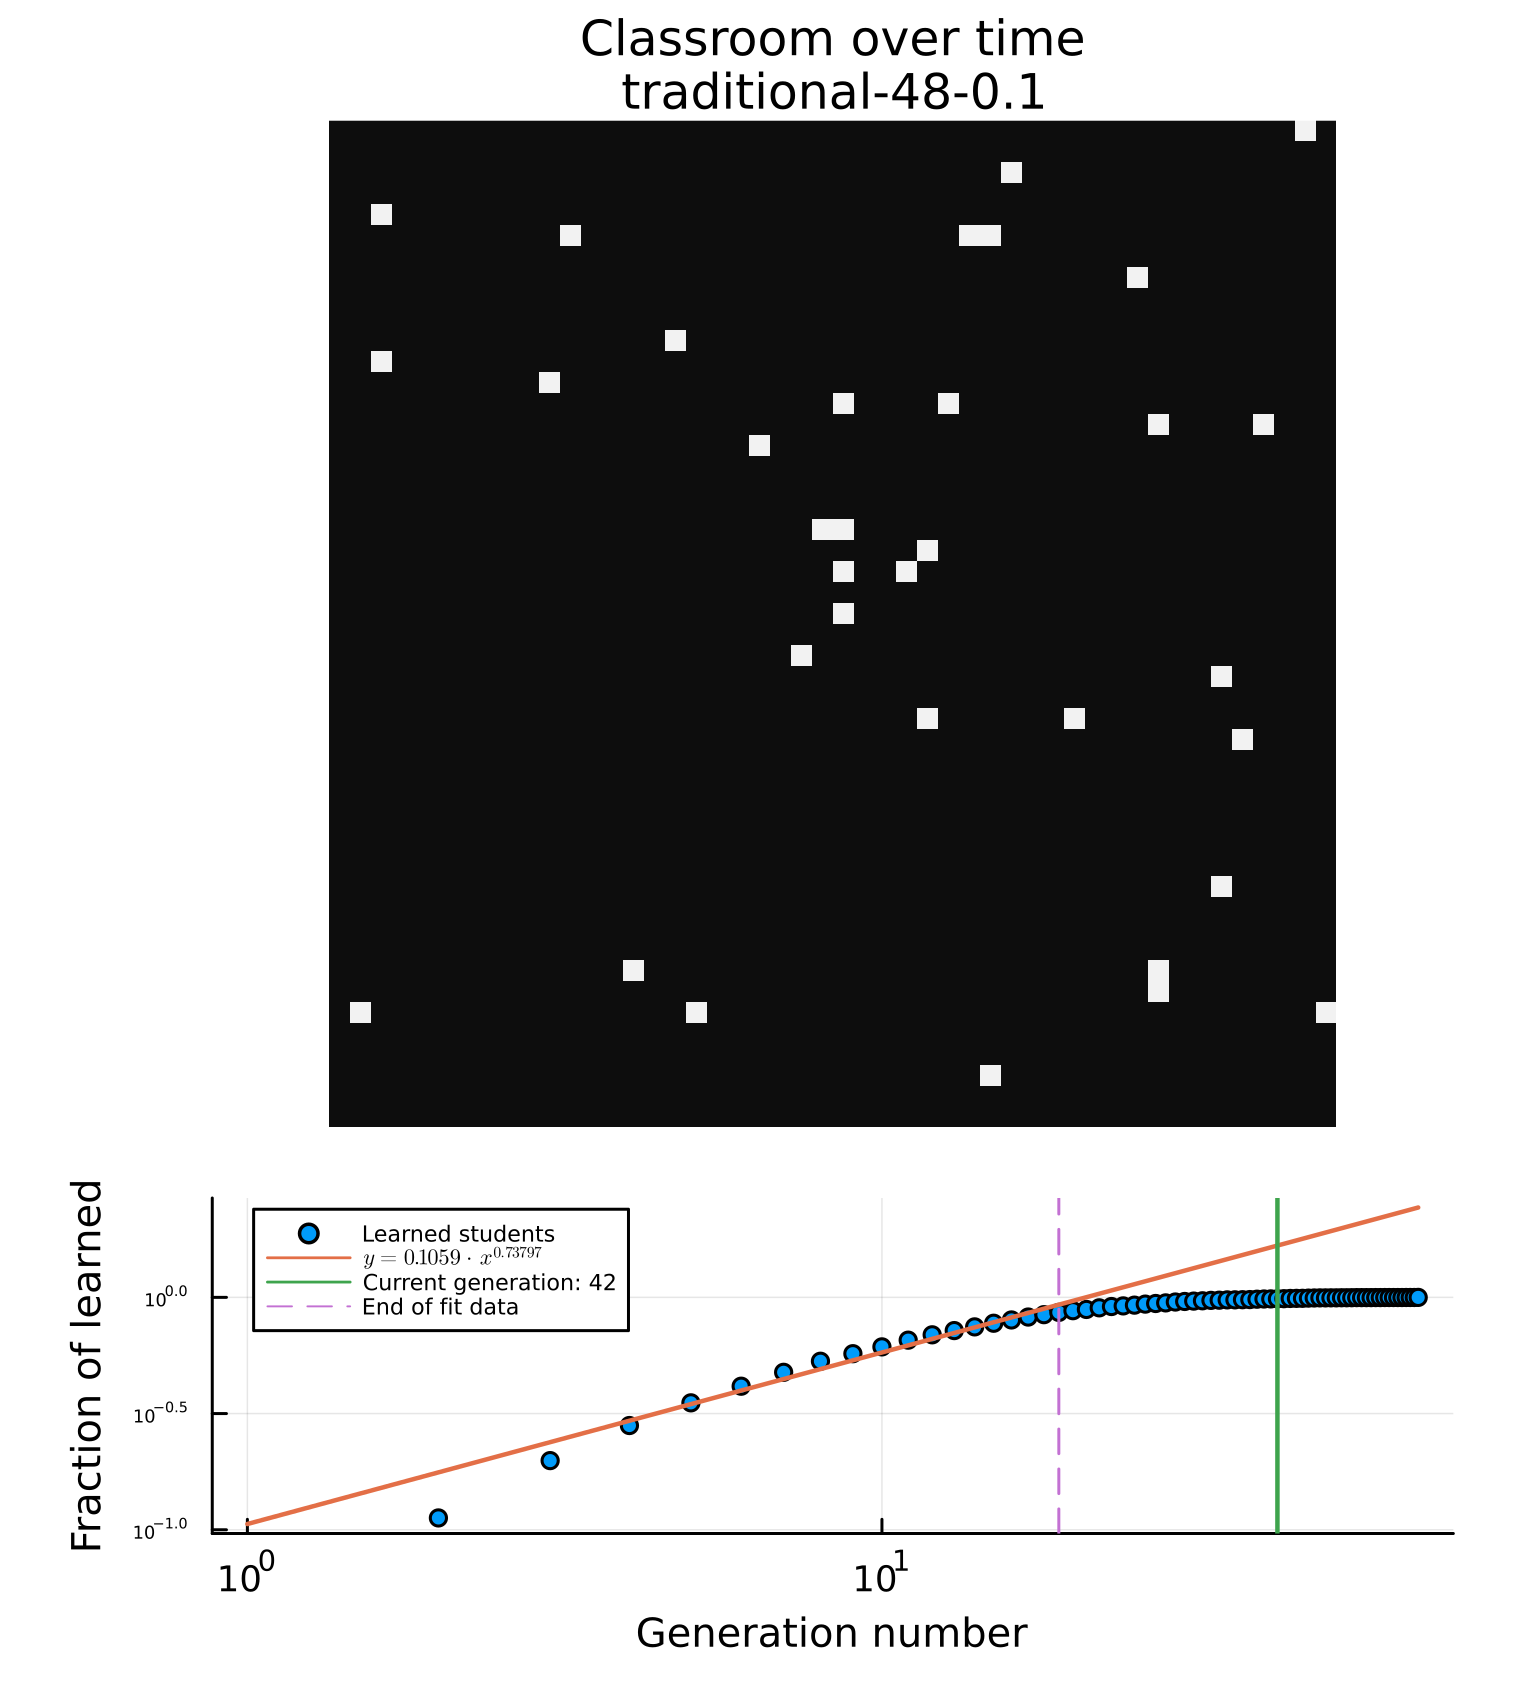 Classroom over time
traditional-48-0.1
Fraction of learned
Learned students
y = 0.1059 · x^0.73797
Current generation: 42
End of fit data
10^0.0
10^−0.5
10^−1.0
10^0
10^1
Generation number